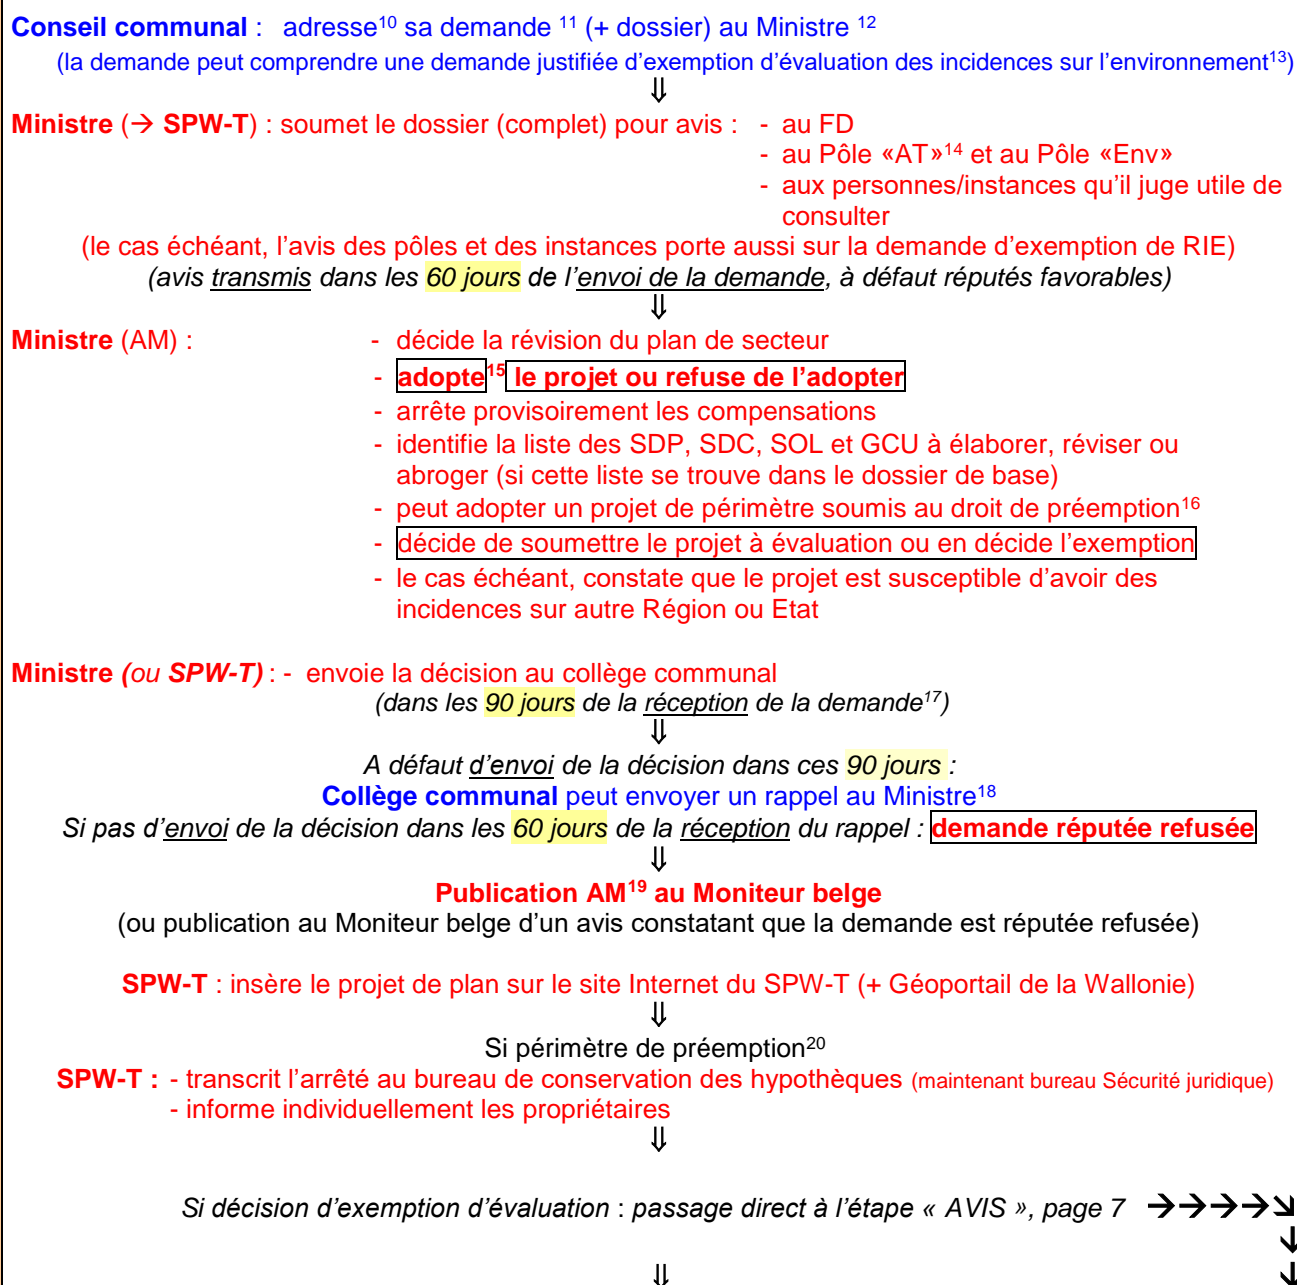 Conseil communal : adresse10 sa demande 11 (+ dossier) au Ministre 12
(la demande peut comprendre une demande justifiée d'exemption d'évaluation des incidences sur l'environnement13)
⇓
Ministre (→ SPW-T) : soumet le dossier (complet) pour avis : - au FD
- au Pôle «AT»14 et au Pôle «Env»
- aux personnes/instances qu'il juge utile de
consulter
(le cas échéant, l'avis des pôles et des instances porte aussi sur la demande d'exemption de RIE)
(avis transmis dans les 60 jours de l'envoi de la demande, à défaut réputés favorables)
⇓
Ministre (AM) : - décide la révision du plan de secteur
- adopte15 le projet ou refuse de l'adopter
- arrête provisoirement les compensations
- identifie la liste des SDP, SDC, SOL et GCU à élaborer, réviser ou
abroger (si cette liste se trouve dans le dossier de base)
- peut adopter un projet de périmètre soumis au droit de préemption16
- décide de soumettre le projet à évaluation ou en décide l'exemption
- le cas échéant, constate que le projet est susceptible d'avoir des
incidences sur autre Région ou Etat
Ministre (ou SPW-T) : - envoie la décision au collège communal
(dans les 90 jours de la réception de la demande17)
⇓
A défaut d'envoi de la décision dans ces 90 jours :
Collège communal peut envoyer un rappel au Ministre18
Si pas d'envoi de la décision dans les 60 jours de la réception du rappel : demande réputée refusée
⇓
Publication AM19 au Moniteur belge
(ou publication au Moniteur belge d'un avis constatant que la demande est réputée refusée)
SPW-T : insère le projet de plan sur le site Internet du SPW-T (+ Géoportail de la Wallonie)
⇓
Si périmètre de préemption20
SPW-T : - transcrit l'arrêté au bureau de conservation des hypothèques (maintenant bureau Sécurité juridique)
- informe individuellement les propriétaires
⇓
Si décision d'exemption d'évaluation : passage direct à l'étape « AVIS », page 7 →→→→↘
↓
⇓ ↓